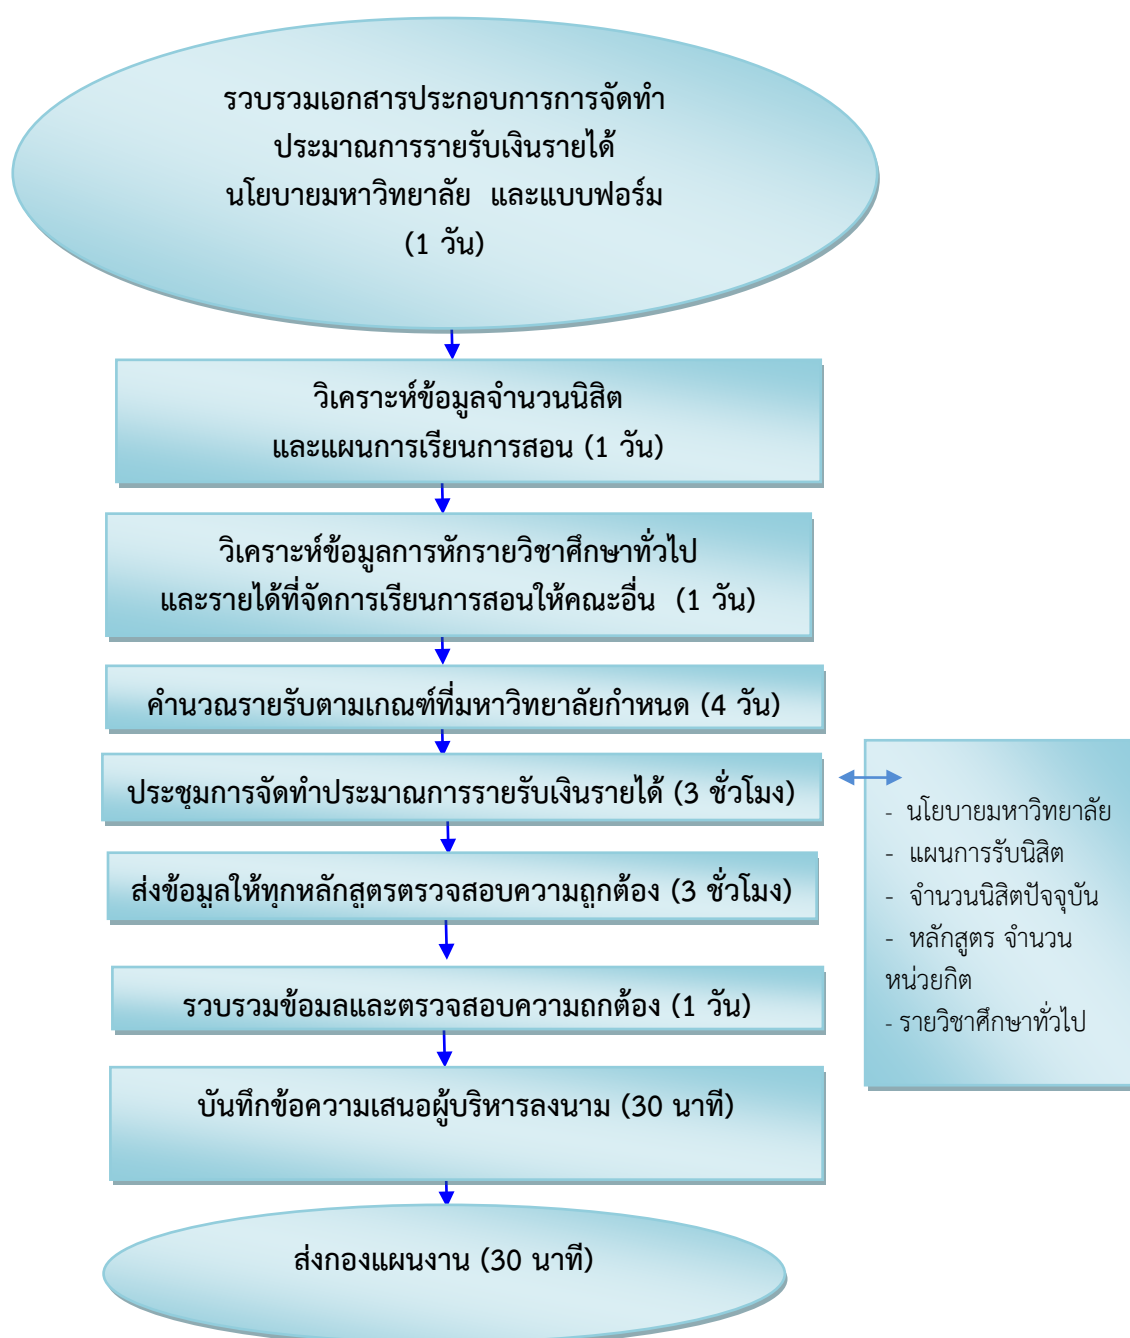 รวบรวมเอกสารประกอบการการจัดทำ
ประมาณการรายรับเงินรายได้
นโยบายมหาวิทยาลัย และแบบฟอร์ม
(1 วัน)
วิเคราะห์ข้อมูลจำนวนนิสิต
และแผนการเรียนการสอน (1 วัน)
วิเคราะห์ข้อมูลการหักรายวิชาศึกษาทั่วไป
และรายได้ที่จัดการเรียนการสอนให้คณะอื่น (1 วัน)
คำนวณรายรับตามเกณฑ์ที่มหาวิทยาลัยกำหนด (4 วัน)
ประชุมการจัดทำประมาณการรายรับเงินรายได้ (3 ชั่วโมง)
ส่งข้อมูลให้ทุกหลักสูตรตรวจสอบความถูกต้อง (3 ชั่วโมง)
รวบรวมข้อมูลและตรวจสอบความถูกต้อง (1 วัน)
บันทึกข้อความเสนอผู้บริหารลงนาม (30 นาที)
ส่งกองแผนงาน (30 นาที)
- นโยบายมหาวิทยาลัย
- แผนการรับนิสิต
- จำนวนนิสิตปัจจุบัน
- หลักสูตร จำนวน
หน่วยกิต
- รายวิชาศึกษาทั่วไป